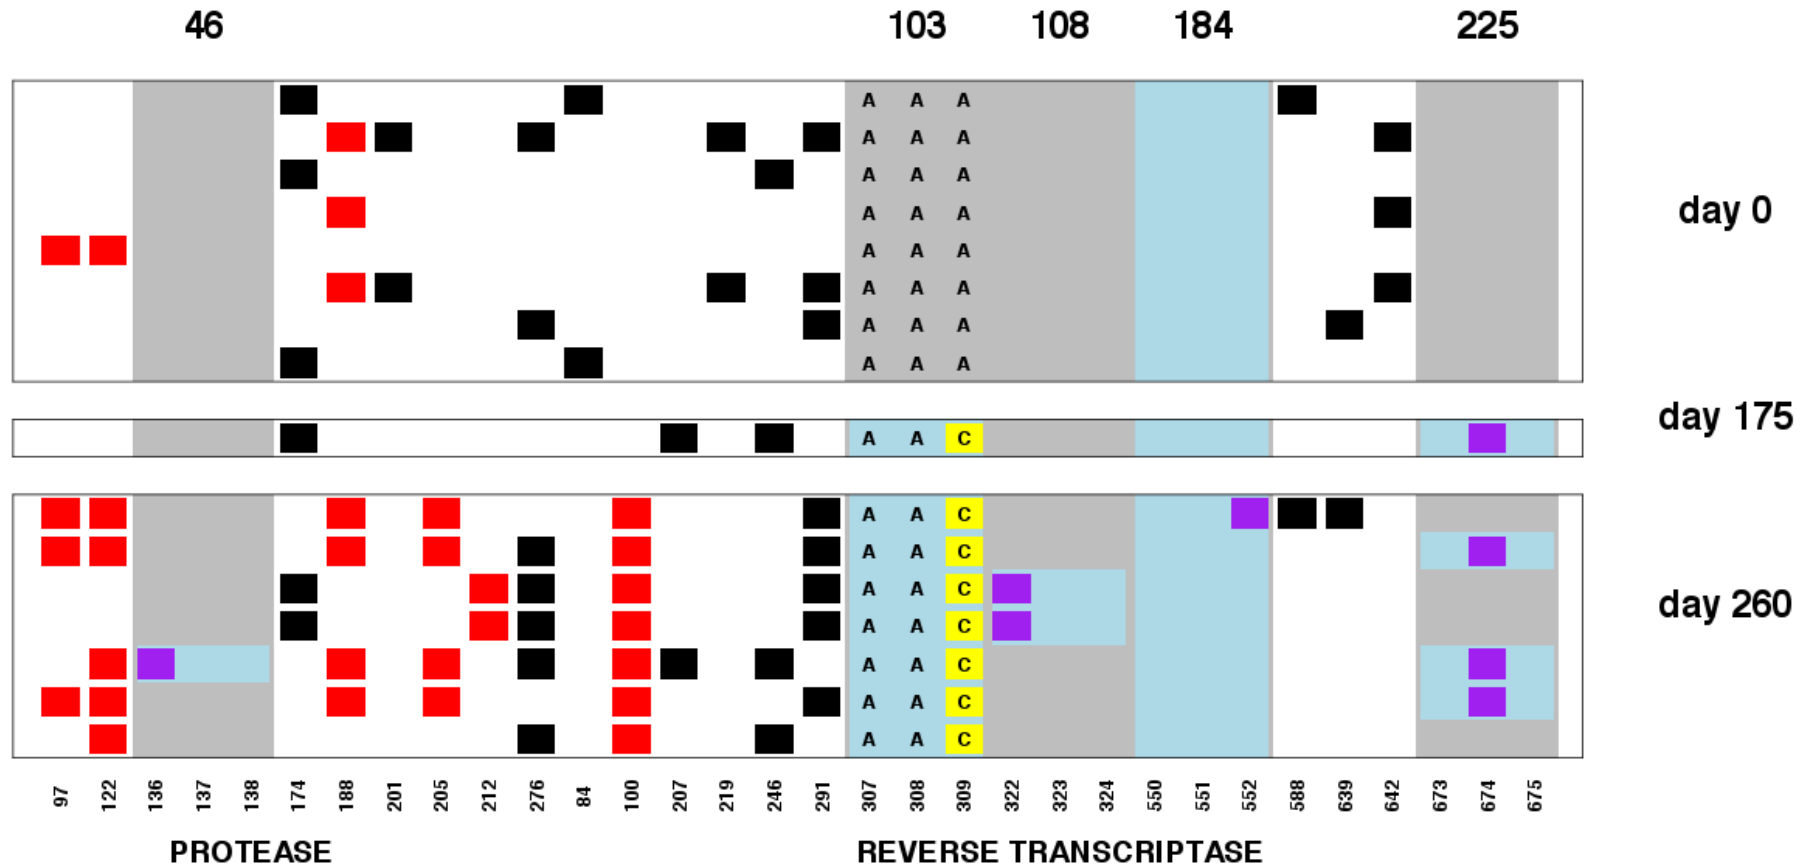 46 103 108 184 225
A A A
A A A
A A A
A A A
day 0
A A A
A A A
A A A
A A A
day 175
A A C
A A C
A A C
A A C
day 260
A A C
A A C
A A C
A A C
97 122 136 137 138 174 188 201 205 212 276 84 100 207 219 246 291 307 308 309 322 323 324 550 551 552 588 639 642 673 674 675
PROTEASE REVERSE TRANSCRIPTASE